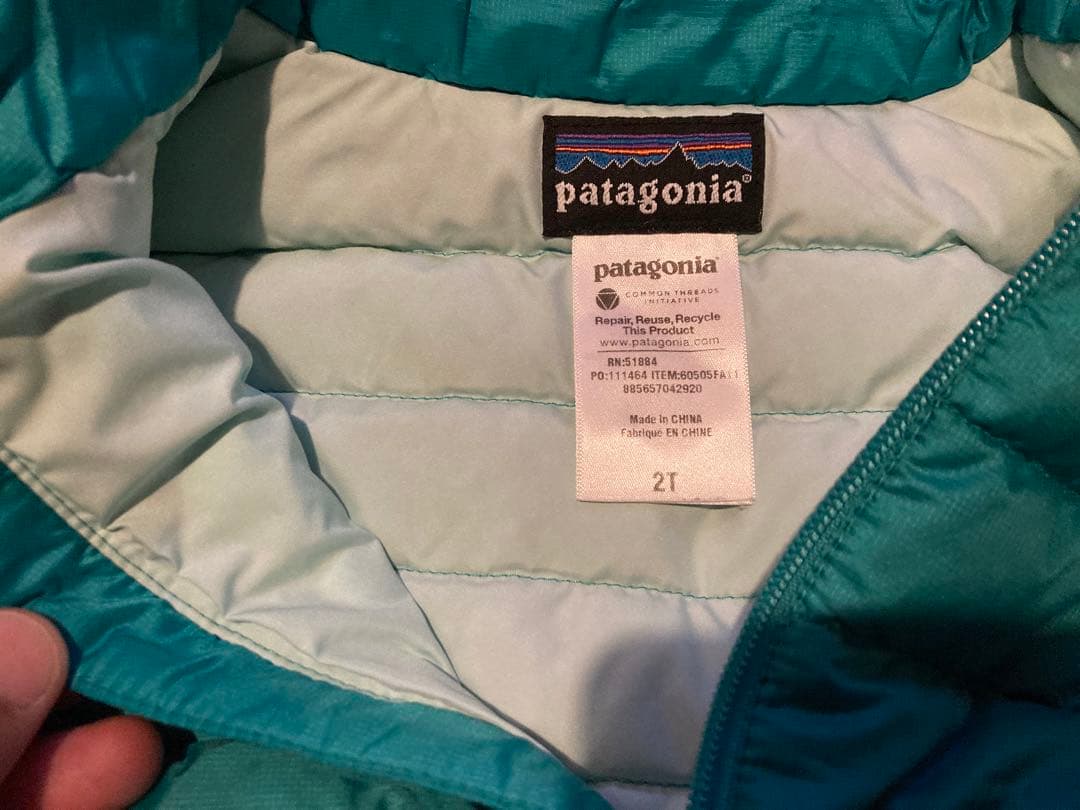 patagonia®
patagonia®
COMMON THREADS
INITIATIVE
Repair, Reuse, Recycle
This Product
www.patagonia.com
RN:51884
PO:111464 ITEM:60505FA11
885657042920
Made in CHINA
Fabriqué EN CHINE
2T